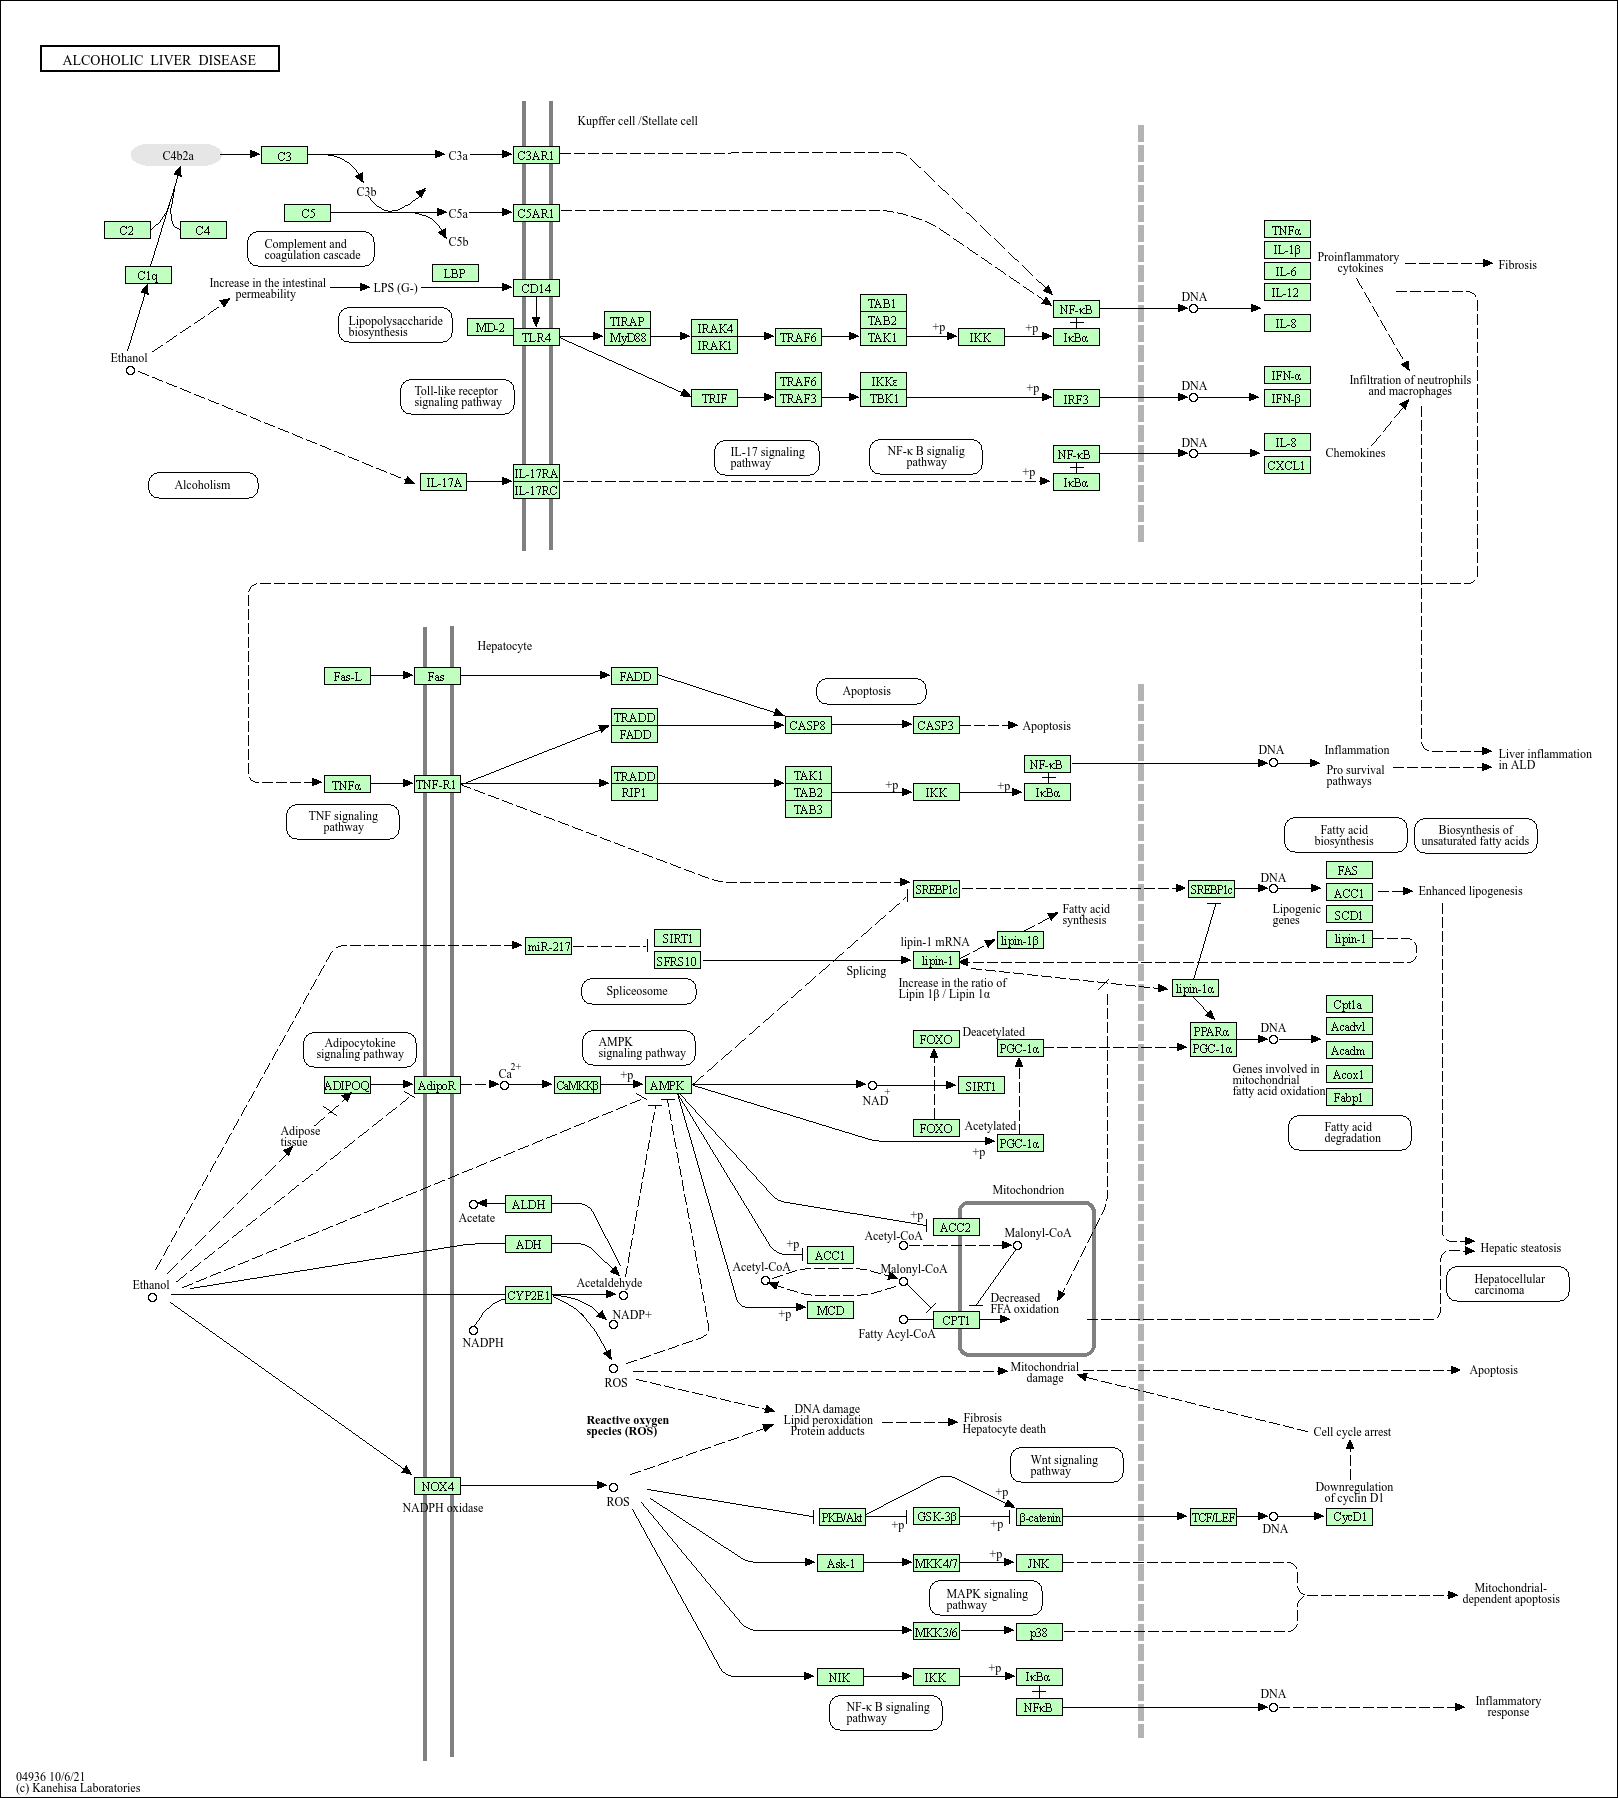 ALCOHOLIC LIVER DISEASE
Kupffer cell /Stellate cell
C4b2a
C3
C3a
C3AR1
C3b
C5
C5a
C5AR1
C5b
C2
C4
Complement and
coagulation cascade
C1q
LBP
Increase in the intestinal
permeability
LPS (G-)
CD14
Lipopolysaccharide
biosynthesis
MD-2
TLR4
TIRAP
MyD88
IRAK4
IRAK1
TRAF6
TAB1
TAB2
TAK1
+p
IKK
+p
NF-κB
IκBα
DNA
TNFα
IL-1β
IL-6
IL-12
IL-8
Proinflammatory
cytokines
Fibrosis
Ethanol
Toll-like receptor
signaling pathway
TRIF
TRAF6
TRAF3
IKKε
TBK1
+p
IRF3
DNA
IFN-α
IFN-β
Infiltration of neutrophils
and macrophages
IL-17 signaling
pathway
NF-κ B signalig
pathway
NF-κB
IκBα
DNA
IL-8
CXCL1
Chemokines
Alcoholism
IL-17A
IL-17RA
IL-17RC
+p
Hepatocyte
Fas-L
Fas
FADD
Apoptosis
TRADD
FADD
CASP8
CASP3
Apoptosis
TNFα
TNF-R1
TRADD
RIP1
TAK1
TAB2
TAB3
+p
IKK
+p
NF-κB
IκBα
DNA
Inflammation
Pro survival
pathways
Liver inflammation
in ALD
TNF signaling
pathway
Fatty acid
biosynthesis
Biosynthesis of
unsaturated fatty acids
SREBP1c
SREBP1c
DNA
Lipogenic
genes
FAS
ACC1
SCD1
lipin-1
Enhanced lipogenesis
miR-217
SIRT1
SFRS10
Splicing
lipin-1 mRNA
lipin-1
lipin-1β
Fatty acid
synthesis
Increase in the ratio of
Lipin 1β / Lipin 1α
lipin-1α
Spliceosome
Adipocytokine
signaling pathway
AMPK
signaling pathway
FOXO
Deacetylated
PGC-1α
PPARα
PGC-1α
DNA
Genes involved in
mitochondrial
fatty acid oxidation
Cpt1a
Acadvl
Acadm
Acox1
Fabp1
ADIPOQ
AdipoR
Ca2+
CaMKKβ
+p
AMPK
NAD+
SIRT1
FOXO
Acetylated
PGC-1α
+p
Fatty acid
degradation
Adipose
tissue
Mitochondrion
Acetate
ALDH
ADH
+p
ACC2
Acetyl-CoA
Malonyl-CoA
+p
ACC1
Acetyl-CoA
Malonyl-CoA
Hepatic steatosis
Hepatocellular
carcinoma
Ethanol
CYP2E1
Acetaldehyde
NADP+
NADPH
+p
MCD
Decreased
FFA oxidation
CPT1
Fatty Acyl-CoA
ROS
Mitochondrial
damage
Apoptosis
Reactive oxygen
species (ROS)
DNA damage
Lipid peroxidation
Protein adducts
Fibrosis
Hepatocyte death
Cell cycle arrest
Wnt signaling
pathway
NOX4
NADPH oxidase
ROS
Downregulation
of cyclin D1
+p
PKB/Akt
+p
GSK-3β
+p
β-catenin
TCF/LEF
DNA
CycD1
Ask-1
MKK4/7
+p
JNK
MAPK signaling
pathway
Mitochondrial-
dependent apoptosis
MKK3/6
p38
NIK
IKK
+p
IκBα
NFκB
NF-κ B signaling
pathway
DNA
Inflammatory
response
04936 10/6/21
(c) Kanehisa Laboratories